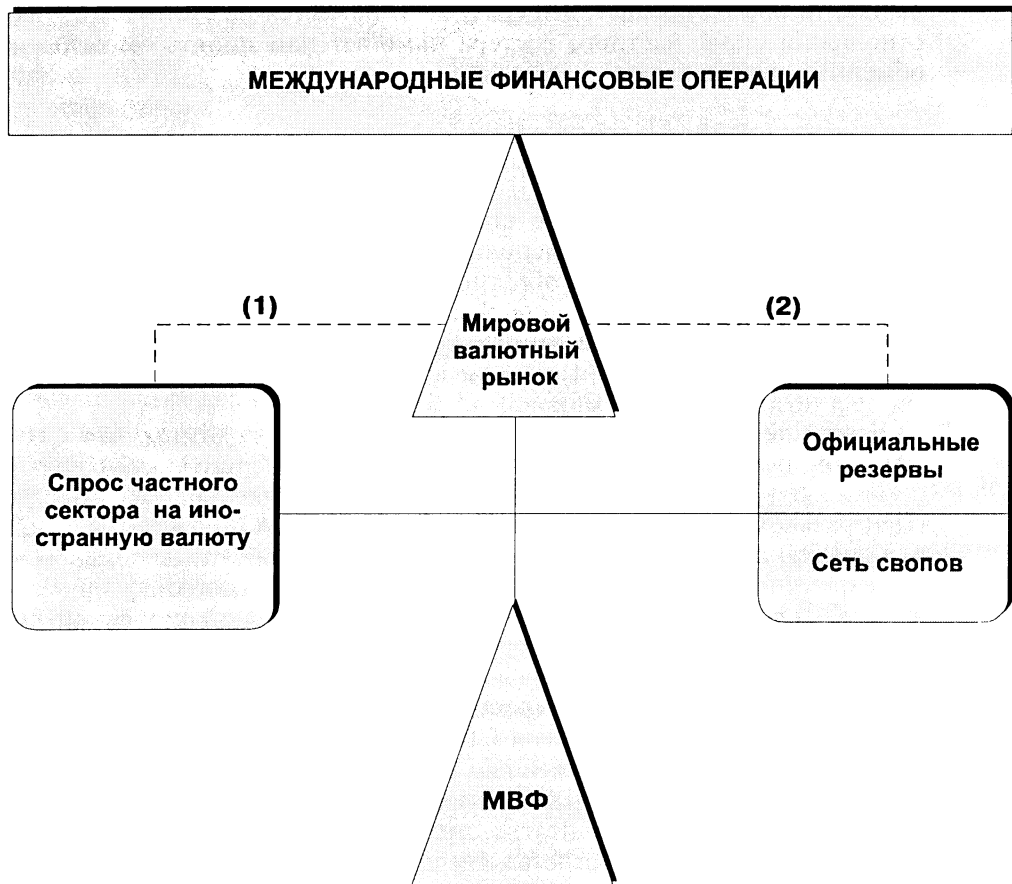 МЕЖДУНАРОДНЫЕ ФИНАНСОВЫЕ ОПЕРАЦИИ
(1)
(2)
Мировой
валютный
рынок
Спрос частного
сектора на ино-
странную валюту
Официальные
резервы
Сеть свопов
МВФ